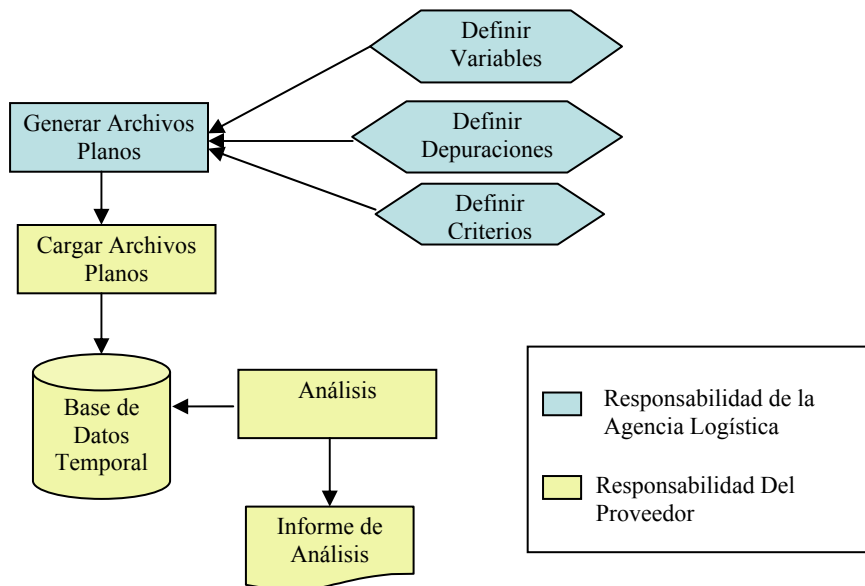 Definir
Variables
Generar Archivos
Planos
Definir
Depuraciones
Definir
Criterios
Cargar Archivos
Planos
Base de
Datos
Temporal
Análisis
Informe de
Análisis
Responsabilidad de la
Agencia Logística
Responsabilidad Del
Proveedor